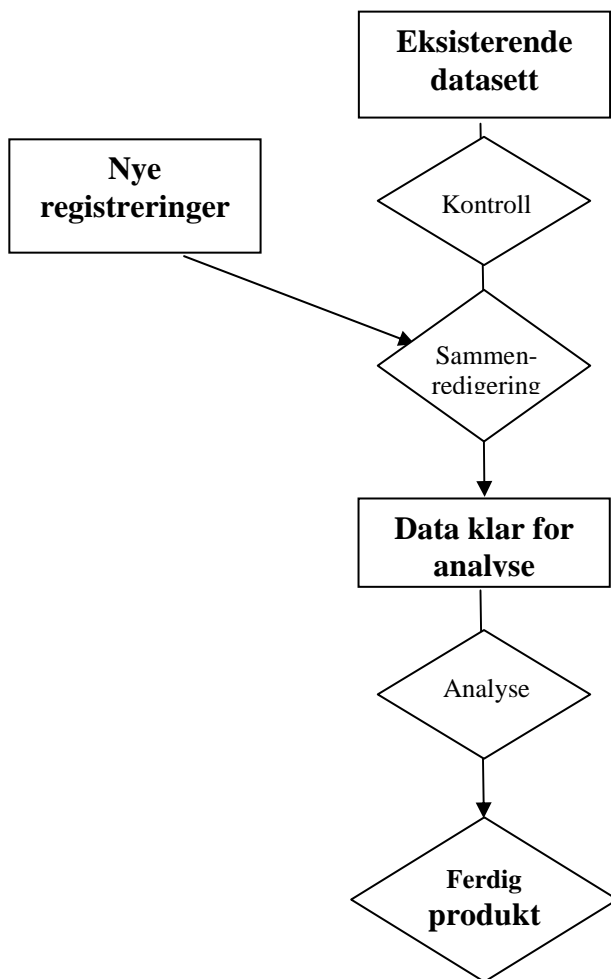 Eksisterende
datasett
Nye
registreringer
Kontroll
Sammen-
redigering
Data klar for
analyse
Analyse
Ferdig
produkt